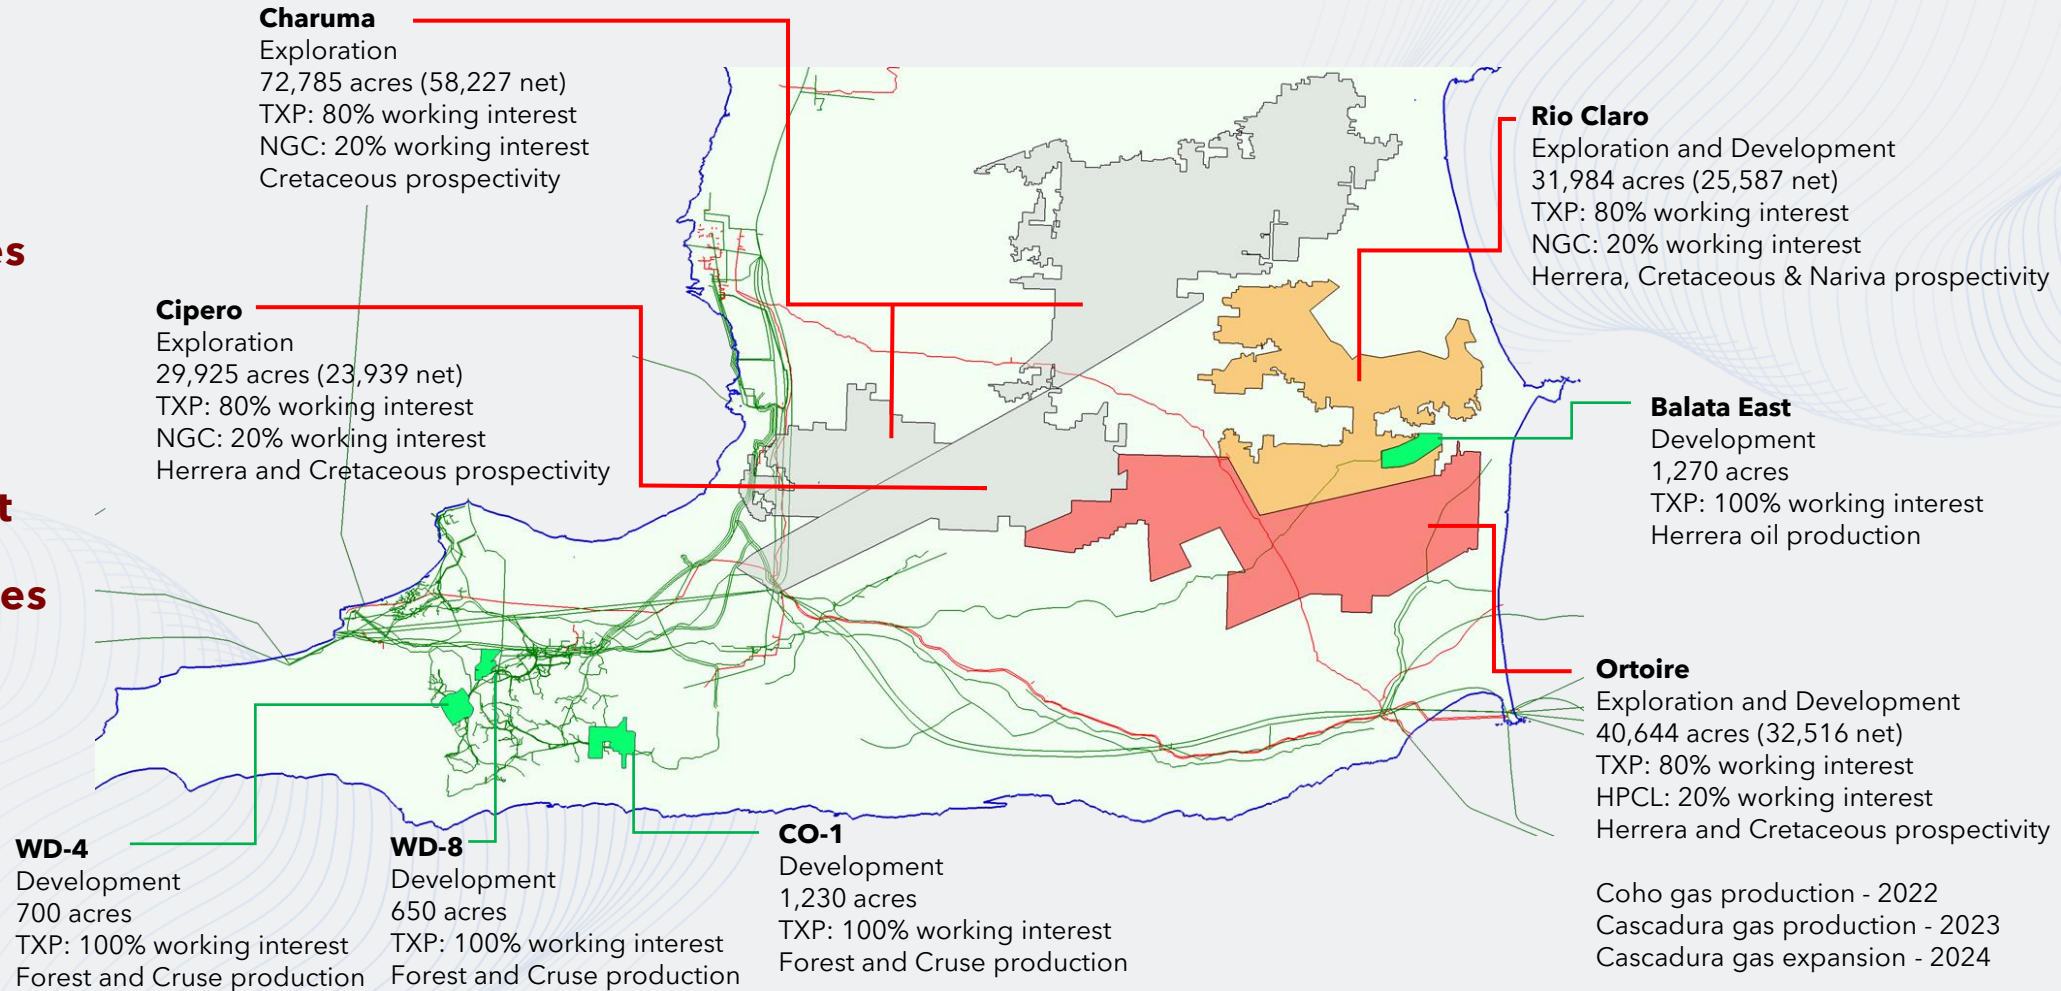 Charuma
Exploration
72,785 acres (58,227 net)
TXP: 80% working interest
NGC: 20% working interest
Cretaceous prospectivity
Rio Claro
Exploration and Development
31,984 acres (25,587 net)
TXP: 80% working interest
NGC: 20% working interest
Herrera, Cretaceous & Nariva prospectivity
es
Cipero
Exploration
29,925 acres (23,939 net)
TXP: 80% working interest
NGC: 20% working interest
Herrera and Cretaceous prospectivity
Balata East
Development
1,270 acres
TXP: 100% working interest
Herrera oil production
t
es
Ortoire
Exploration and Development
40,644 acres (32,516 net)
TXP: 80% working interest
HPCL: 20% working interest
Herrera and Cretaceous prospectivity
Coho gas production - 2022
Cascadura gas production - 2023
Cascadura gas expansion - 2024
WD-4
Development
700 acres
TXP: 100% working interest
Forest and Cruse production
WD-8
Development
650 acres
TXP: 100% working interest
Forest and Cruse production
CO-1
Development
1,230 acres
TXP: 100% working interest
Forest and Cruse production